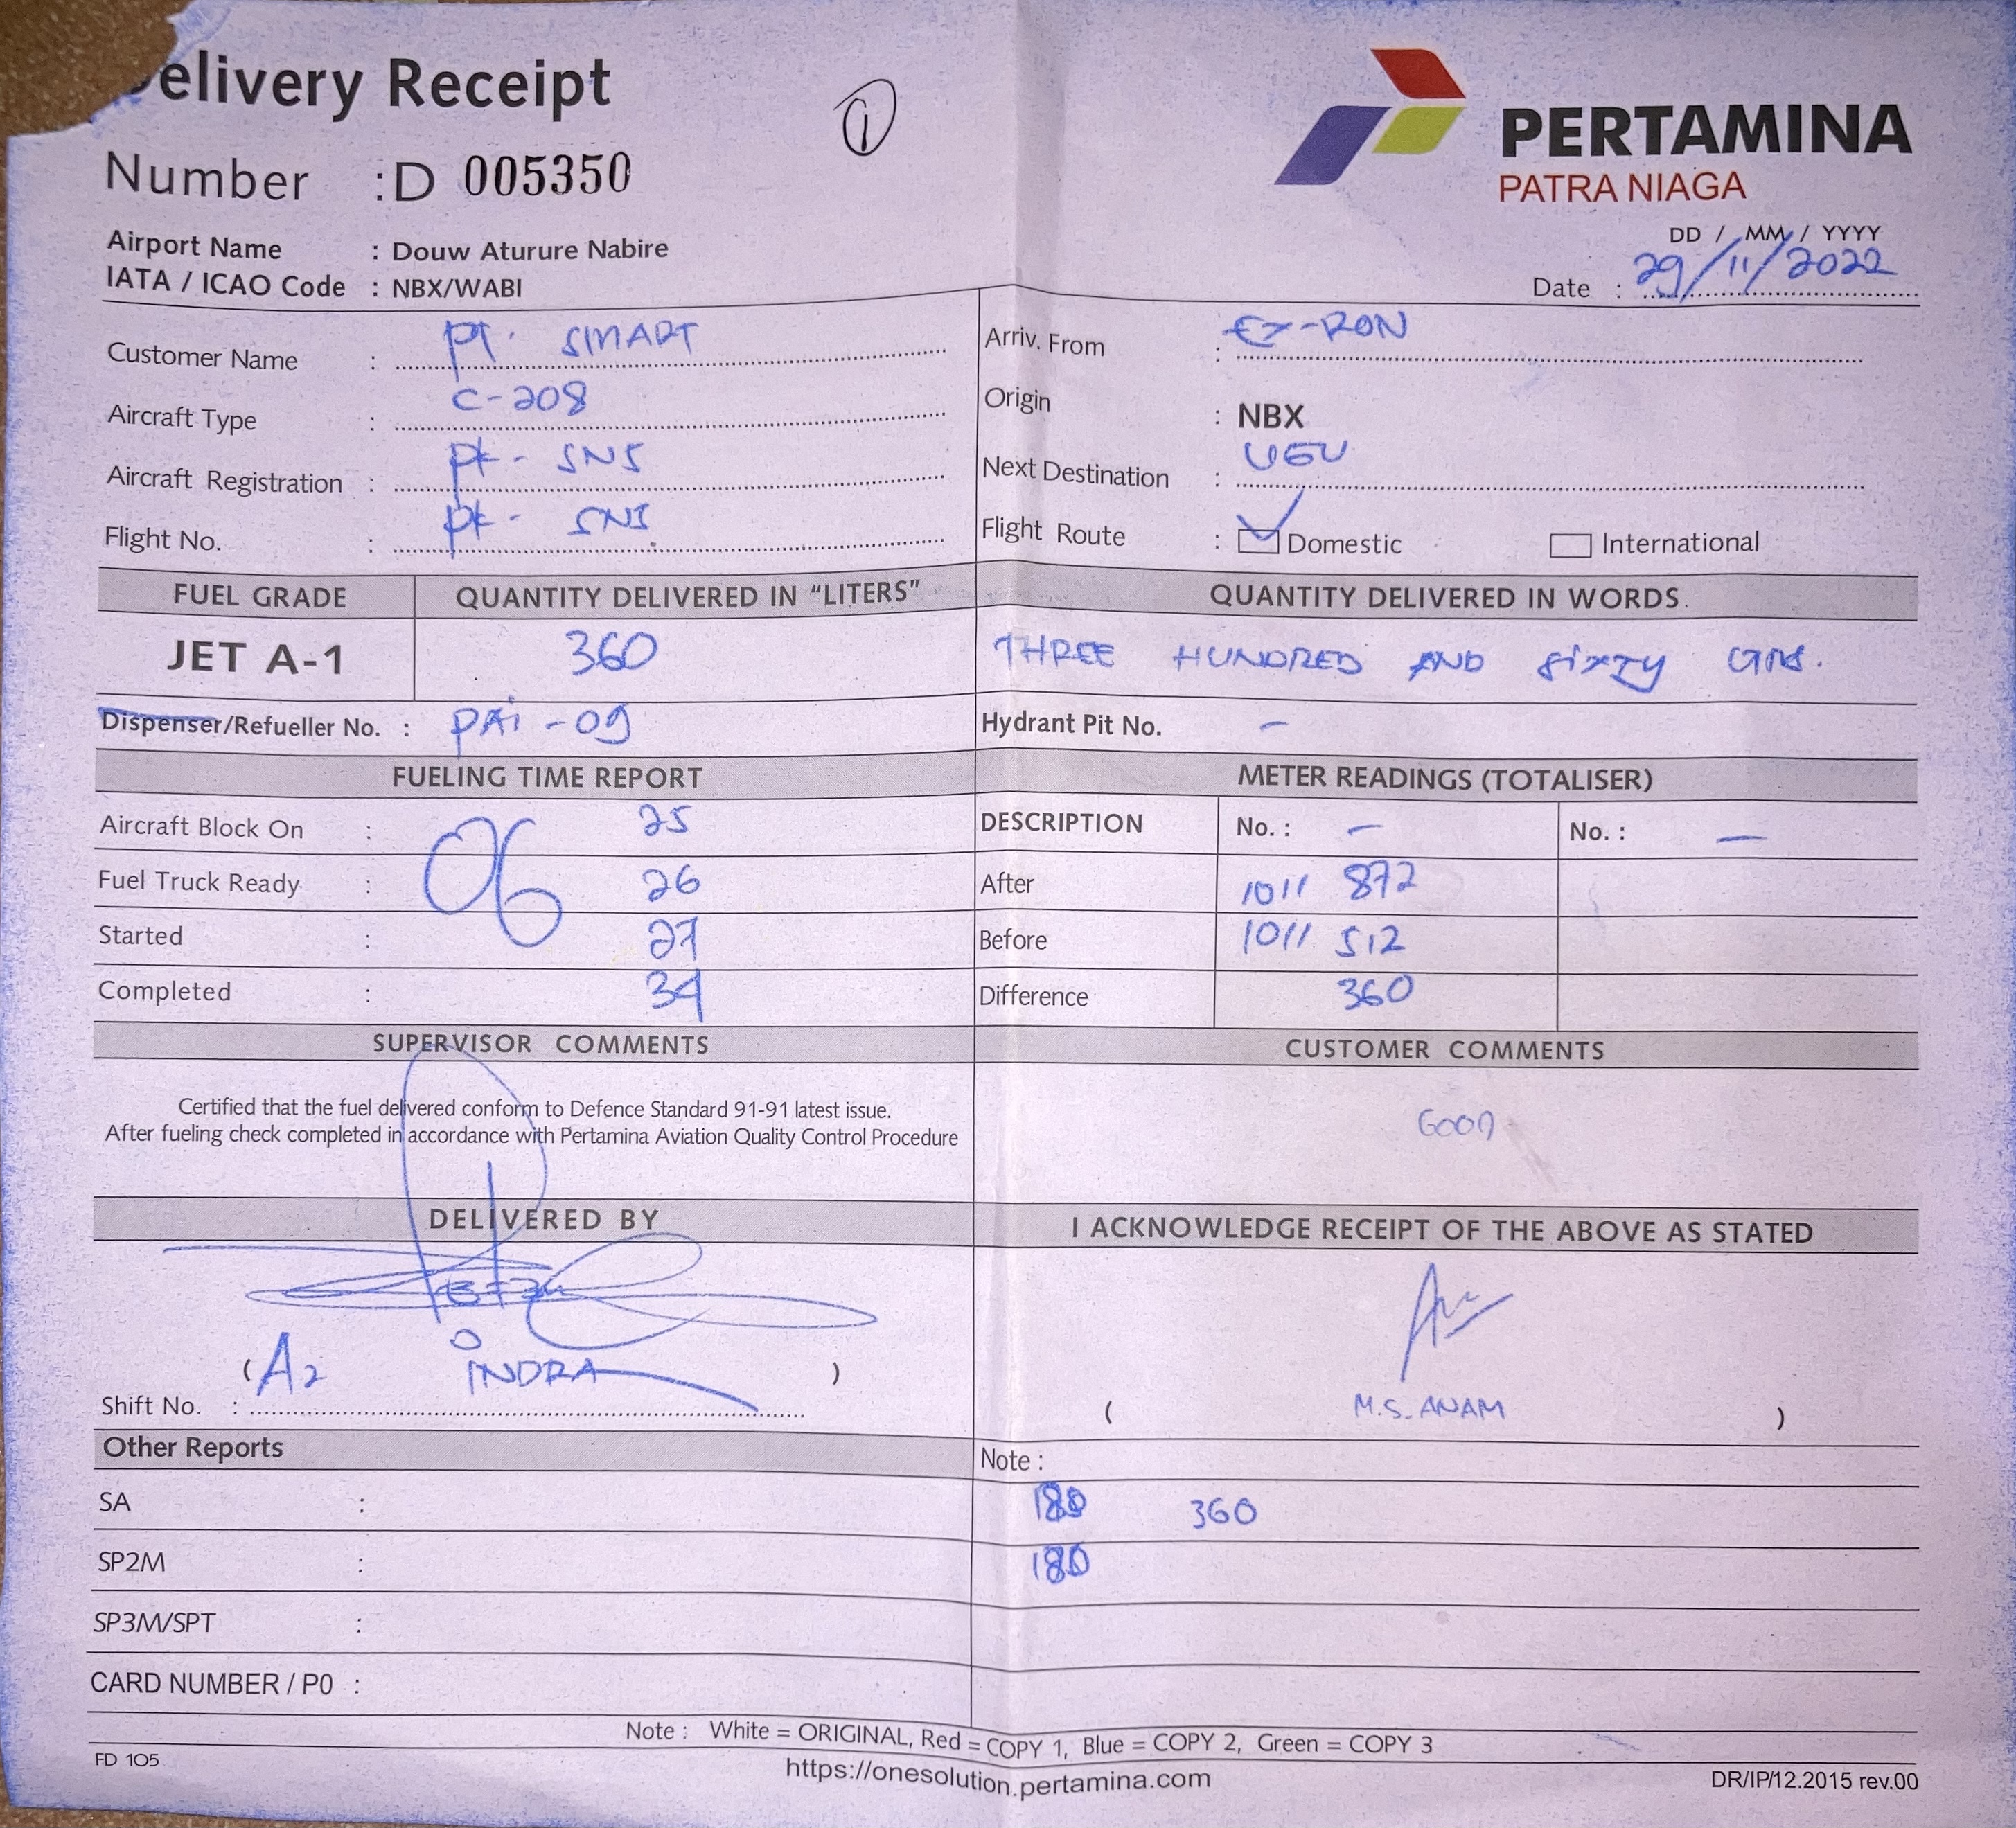 elivery Receipt
1
PERTAMINA
PATRA NIAGA
Number : D 005350
Airport Name : Douw Aturure Nabire
IATA / ICAO Code : NBX/WABI
DD / MM / YYYY
Date : 29/11/2022
Customer Name : PT. SMART
Arriv. From : EX-RON
Aircraft Type : C-208
Origin : NBX
Aircraft Registration : PK - SNS
Next Destination : UGU
Flight No. : PK - SNS
Flight Route : Domestic International
FUEL GRADE QUANTITY DELIVERED IN “LITERS” QUANTITY DELIVERED IN WORDS.
JET A-1 360 THREE HUNDRED AND SiXTY
Dispenser/Refueller No. : PAi - 09 Hydrant Pit No. -
FUELING TIME REPORT METER READINGS (TOTALISER)
Aircraft Block On : 25
DESCRIPTION No. : - No. : -
06
Fuel Truck Ready : 26
After 1011 872
Started : 27
Before 1011 512
Completed : 34
Difference 360
SUPERVISOR COMMENTS CUSTOMER COMMENTS
Certified that the fuel delivered conform to Defence Standard 91-91 latest issue.
After fueling check completed in accordance with Pertamina Aviation Quality Control Procedure
GOOD
DELIVERED BY
I ACKNOWLEDGE RECEIPT OF THE ABOVE AS STATED
( A2 iNDRA )
Shift No. :
( M.S. ANAM )
Other Reports
Note :
SA :
180 360
SP2M :
180
SP3M/SPT :
CARD NUMBER / P0 :
Note : White = ORIGINAL, Red = COPY 1, Blue = COPY 2, Green = COPY 3
FD 105
https://onesolution.pertamina.com
DR/IP/12.2015 rev.00